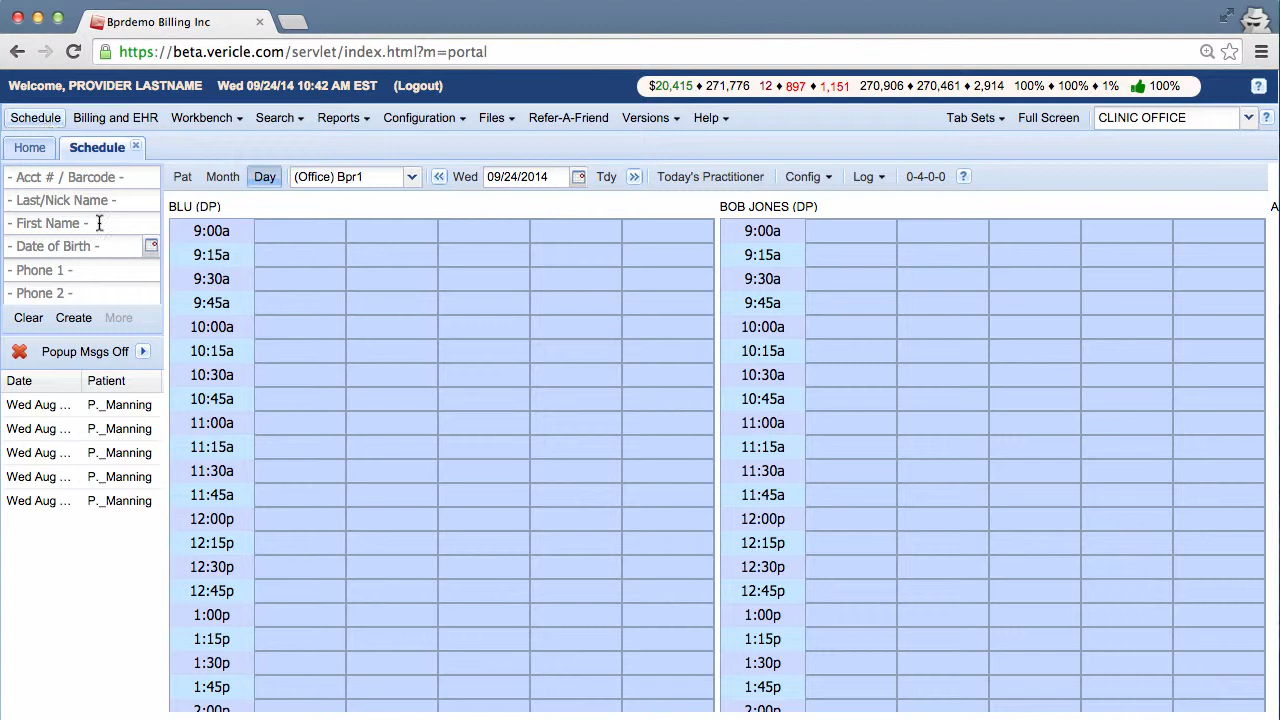 Bprdemo Billing Inc
https://beta.vericle.com/servlet/index.html?m=portal
Welcome, PROVIDER LASTNAME Wed 09/24/14 10:42 AM EST (Logout) $20,415 ♦ 271,776 12 ♦ 897 ♦ 1,151 270,906 ♦ 270,461 ♦ 2,914 100% ♦ 100% ♦ 1% 100% ?
Schedule Billing and EHR Workbench Search Reports Configuration Files Refer-A-Friend Versions Help Tab Sets Full Screen CLINIC OFFICE ?
Home Schedule
- Acct # / Barcode - Pat Month Day (Office) Bpr1 Wed 09/24/2014 Tdy Today's Practitioner Config Log 0-4-0-0 ?
- Last/Nick Name -
- First Name -
- Date of Birth -
- Phone 1 -
- Phone 2 -
Clear Create More
Popup Msgs Off
Date Patient
Wed Aug ... P._Manning
Wed Aug ... P._Manning
Wed Aug ... P._Manning
Wed Aug ... P._Manning
Wed Aug ... P._Manning
BLU (DP) BOB JONES (DP) A
9:00a 9:00a
9:15a 9:15a
9:30a 9:30a
9:45a 9:45a
10:00a 10:00a
10:15a 10:15a
10:30a 10:30a
10:45a 10:45a
11:00a 11:00a
11:15a 11:15a
11:30a 11:30a
11:45a 11:45a
12:00p 12:00p
12:15p 12:15p
12:30p 12:30p
12:45p 12:45p
1:00p 1:00p
1:15p 1:15p
1:30p 1:30p
1:45p 1:45p
2:00p 2:00p